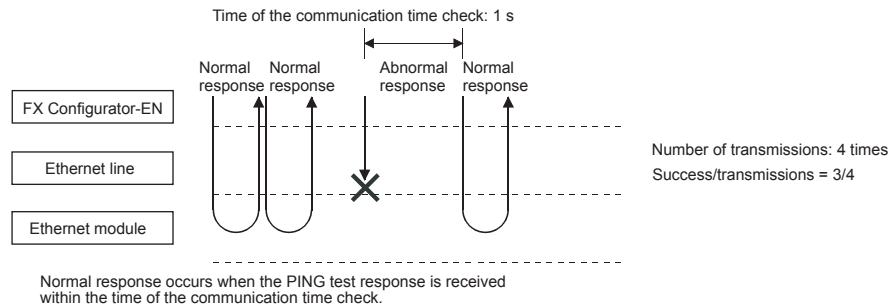 Time of the communication time check: 1 s
Normal response
Normal response
Abnormal response
Normal response
FX Configurator-EN
Ethernet line
Ethernet module
Number of transmissions: 4 times
Success/transmissions = 3/4
Normal response occurs when the PING test response is received
within the time of the communication time check.